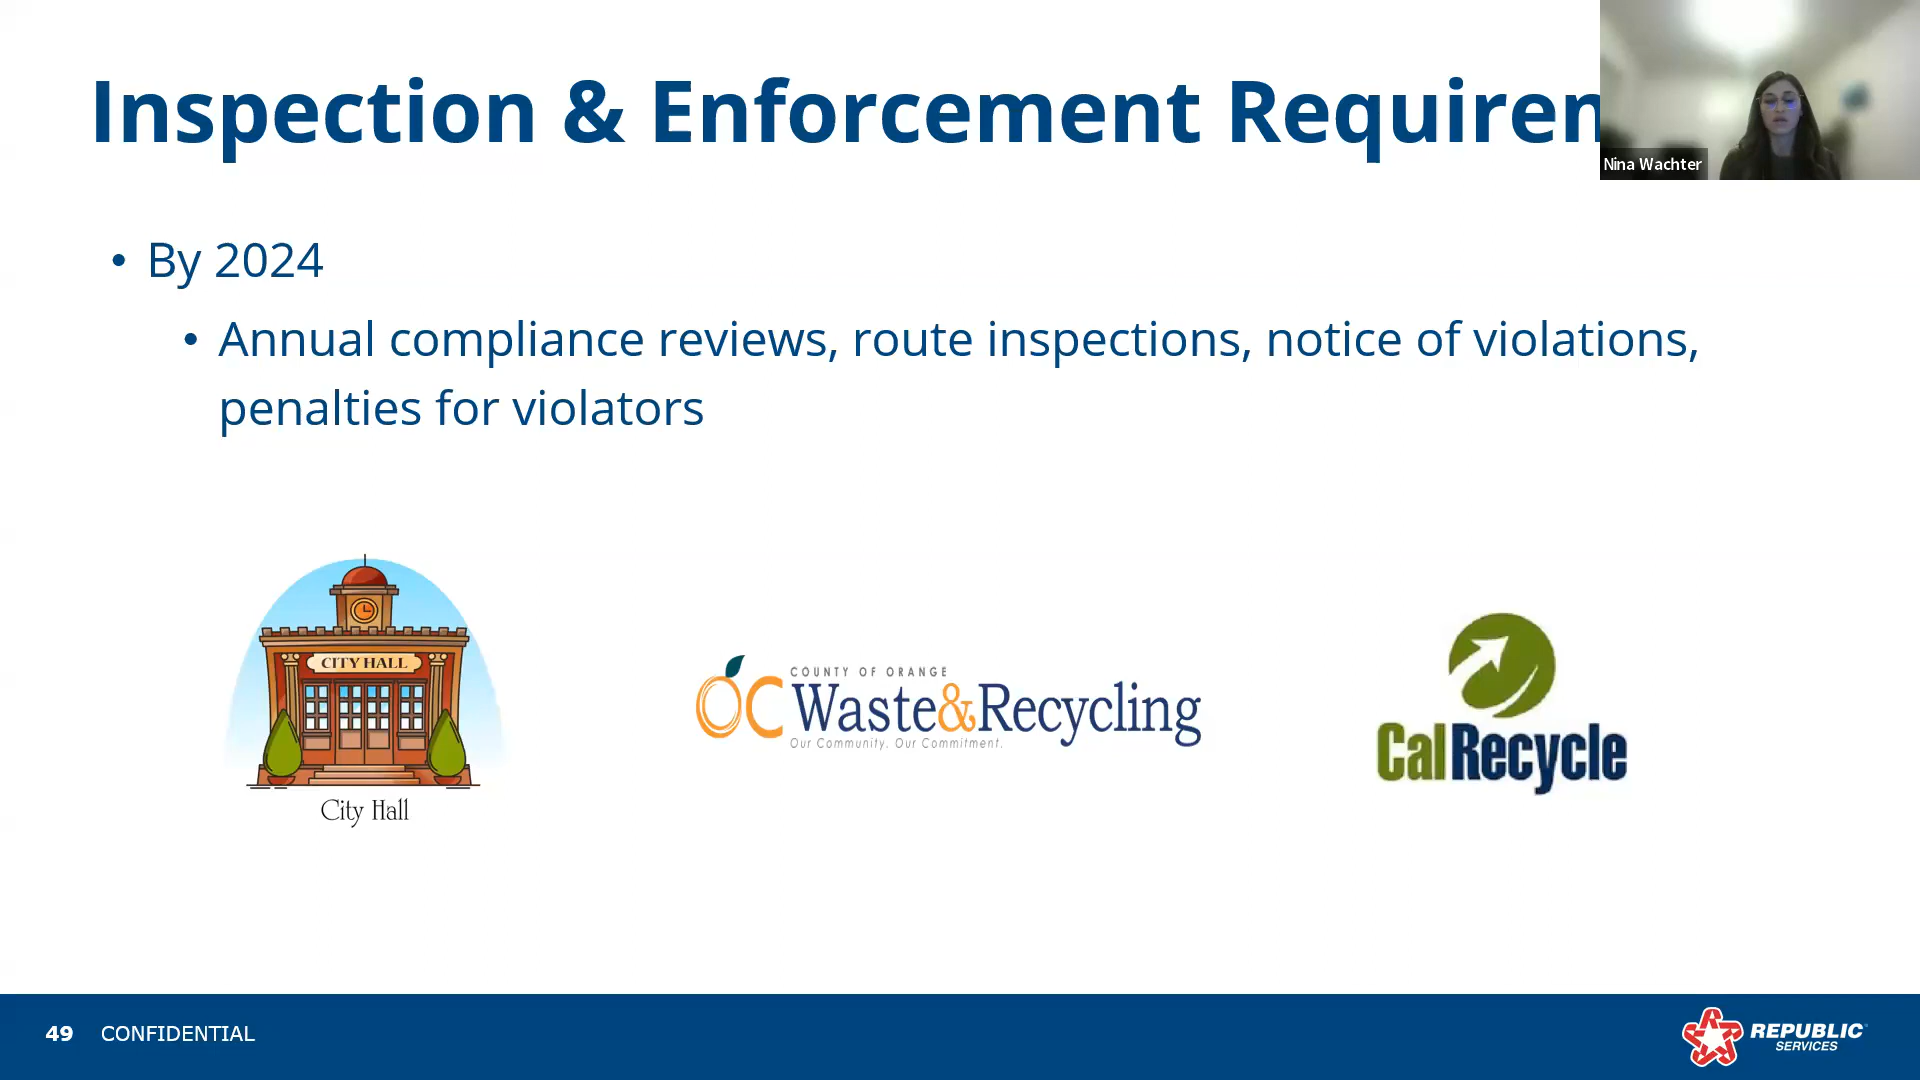 Inspection & Enforcement Requirem
Nina Wachter
• By 2024
• Annual compliance reviews, route inspections, notice of violations,
penalties for violators
CITY HALL
City Hall
COUNTY OF ORANGE
OC Waste&Recycling
Our Community. Our Commitment.
CalRecycle
49 CONFIDENTIAL
REPUBLIC
SERVICES